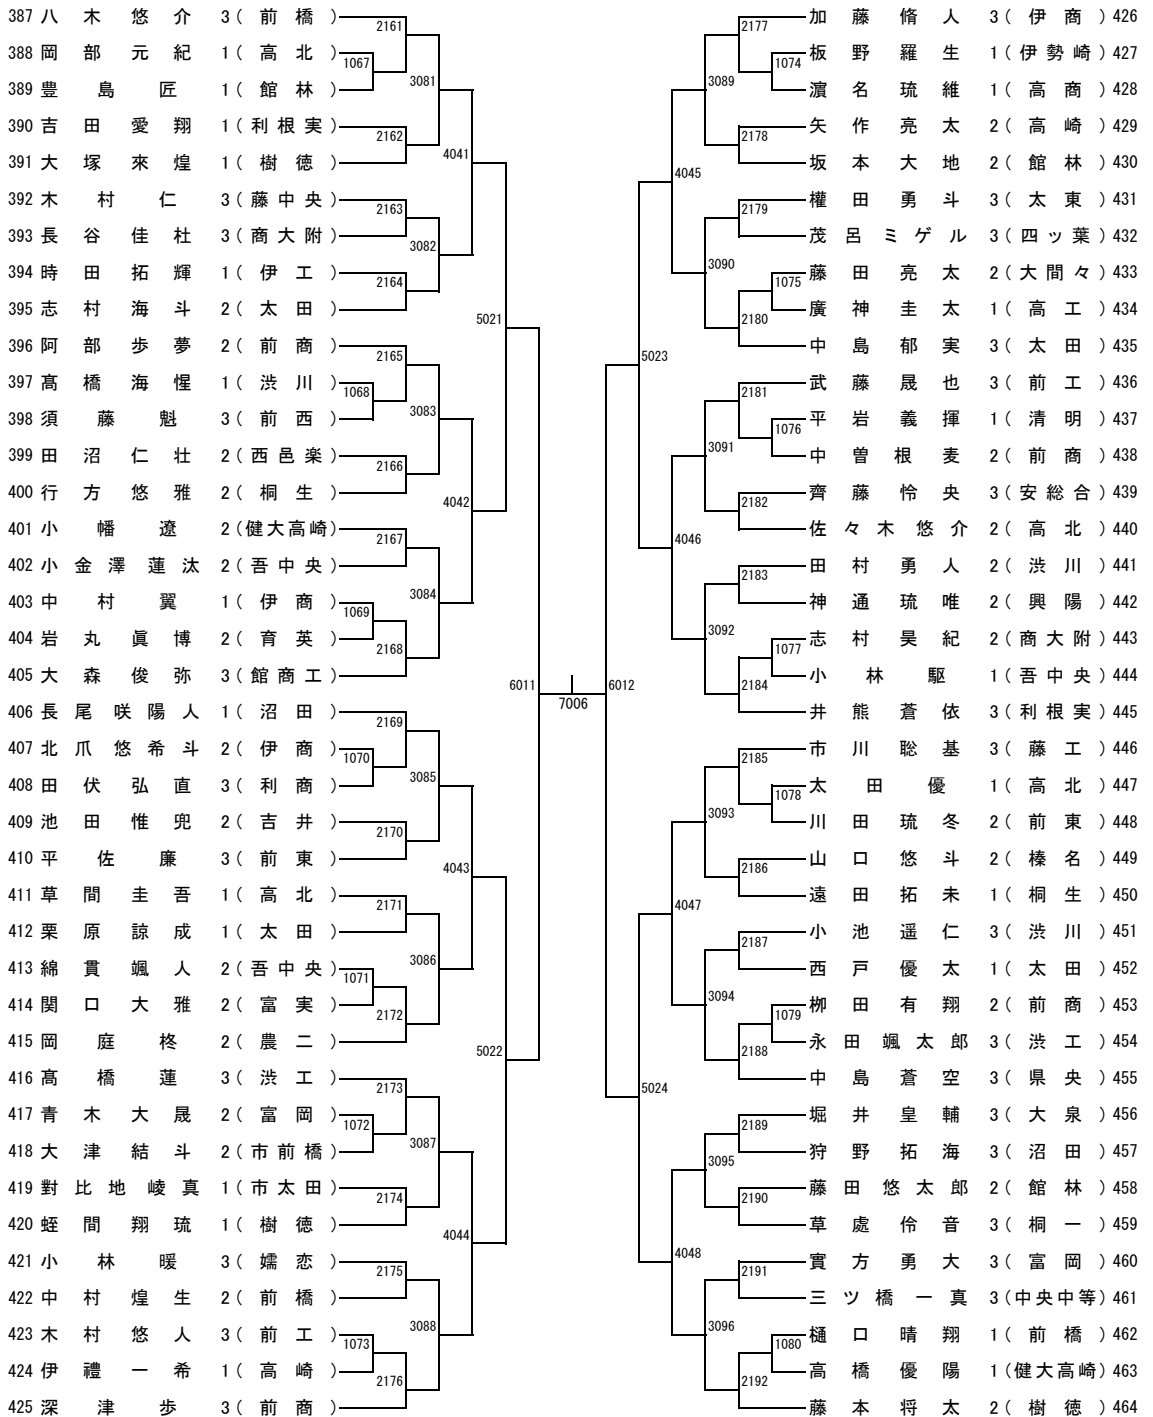 387 八木悠介 3(前橋)
388 岡部元紀 1(高北)
389 豊島匠 1(館林)
390 吉田愛翔 1(利根実)
391 大塚來煌 1(樹徳)
392 木村仁 3(藤中央)
393 長谷佳杜 3(商大附)
394 時田拓輝 1(伊工)
395 志村海斗 2(太田)
396 阿部歩夢 2(前商)
397 髙橋海惺 1(渋川)
398 須藤魁 3(前西)
399 田沼仁壮 2(西邑楽)
400 行方悠雅 2(桐生)
401 小幡遼 2(健大高崎)
402 小金澤蓮汰 2(吾中央)
403 中村翼 1(伊商)
404 岩丸眞博 2(育英)
405 大森俊弥 3(館商工)
406 長尾咲陽人 1(沼田)
407 北爪悠希斗 2(伊商)
408 田伏弘直 3(利商)
409 池田惟兜 2(吉井)
410 平佐廉 3(前東)
411 草間圭吾 1(高北)
412 栗原諒成 1(太田)
413 綿貫颯人 2(吾中央)
414 関口大雅 2(富実)
415 岡庭柊 2(農二)
416 髙橋蓮 3(渋工)
417 青木大晟 2(富岡)
418 大津結斗 2(市前橋)
419 對比地崚真 1(市太田)
420 蛭間翔琉 1(樹徳)
421 小林暖 3(嬬恋)
422 中村煌生 2(前橋)
423 木村悠人 3(前工)
424 伊禮一希 1(高崎)
425 深津歩 3(前商)
2161
1067
3081
2162
4041
2163
3082
2164
5021
2165
1068
3083
2166
4042
2167
3084
1069
2168
6011
2169
1070
3085
2170
4043
2171
3086
1071
2172
5022
2173
1072
3087
2174
4044
2175
3088
1073
2176
7006
6012
2177
1074
3089
2178
4045
2179
3090
1075
2180
5023
2181
1076
3091
2182
4046
2183
3092
1077
2184
2185
1078
3093
2186
4047
2187
3094
1079
2188
5024
2189
3095
2190
4048
2191
3096
1080
2192
加藤脩人 3(伊商)426
板野羅生 1(伊勢崎)427
濵名琉維 1(高商)428
矢作亮太 2(高崎)429
坂本大地 2(館林)430
權田勇斗 3(太東)431
茂呂ミゲル 3(四ッ葉)432
藤田亮太 2(大間々)433
廣神圭太 1(高工)434
中島郁実 3(太田)435
武藤晟也 3(前工)436
平岩義揮 1(清明)437
中曽根麦 2(前商)438
齊藤怜央 3(安総合)439
佐々木悠介 2(高北)440
田村勇人 2(渋川)441
神通琉唯 2(興陽)442
志村昊紀 2(商大附)443
小林駆 1(吾中央)444
井熊蒼依 3(利根実)445
市川聡基 3(藤工)446
太田優 1(高北)447
川田琉冬 2(前東)448
山口悠斗 2(榛名)449
遠田拓未 1(桐生)450
小池遥仁 3(渋川)451
西戸優太 1(太田)452
栁田有翔 2(前商)453
永田颯太郎 3(渋工)454
中島蒼空 3(県央)455
堀井皇輔 3(大泉)456
狩野拓海 3(沼田)457
藤田悠太郎 2(館林)458
草處伶音 3(桐一)459
實方勇大 3(富岡)460
三ツ橋一真 3(中央中等)461
樋口晴翔 1(前橋)462
高橋優陽 1(健大高崎)463
藤本将太 2(樹徳)464